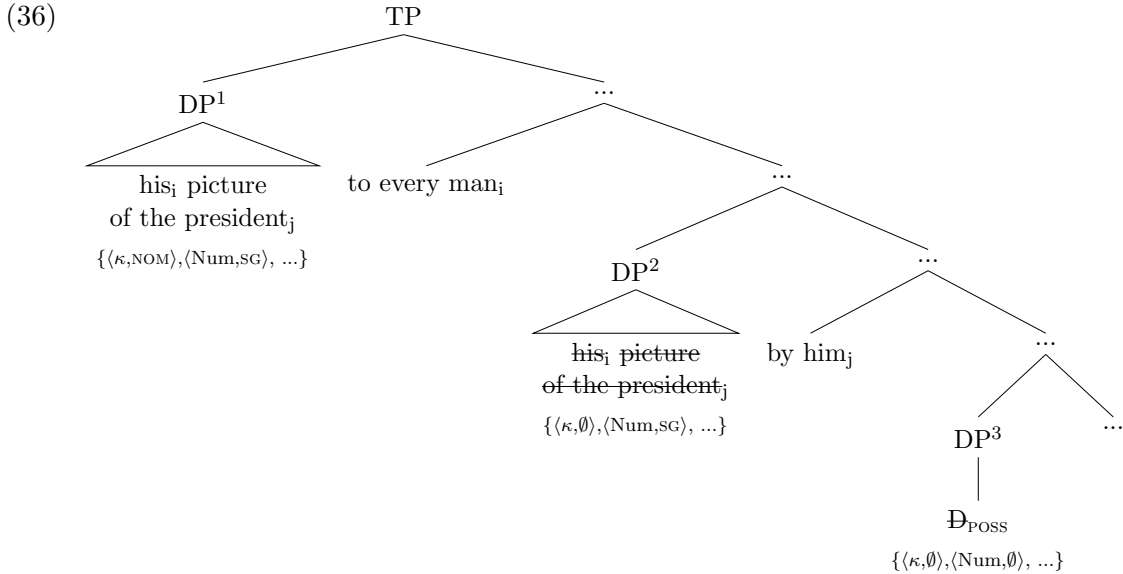 (36)
TP
DP¹
...
his_i picture
of the president_j
{⟨κ,NOM⟩,⟨Num,SG⟩, ...}
to every man_i
...
DP²
...
his_i picture
of the president_j
{⟨κ,∅⟩,⟨Num,SG⟩, ...}
by him_j
...
DP³
...
D_POSS
{⟨κ,∅⟩,⟨Num,∅⟩, ...}